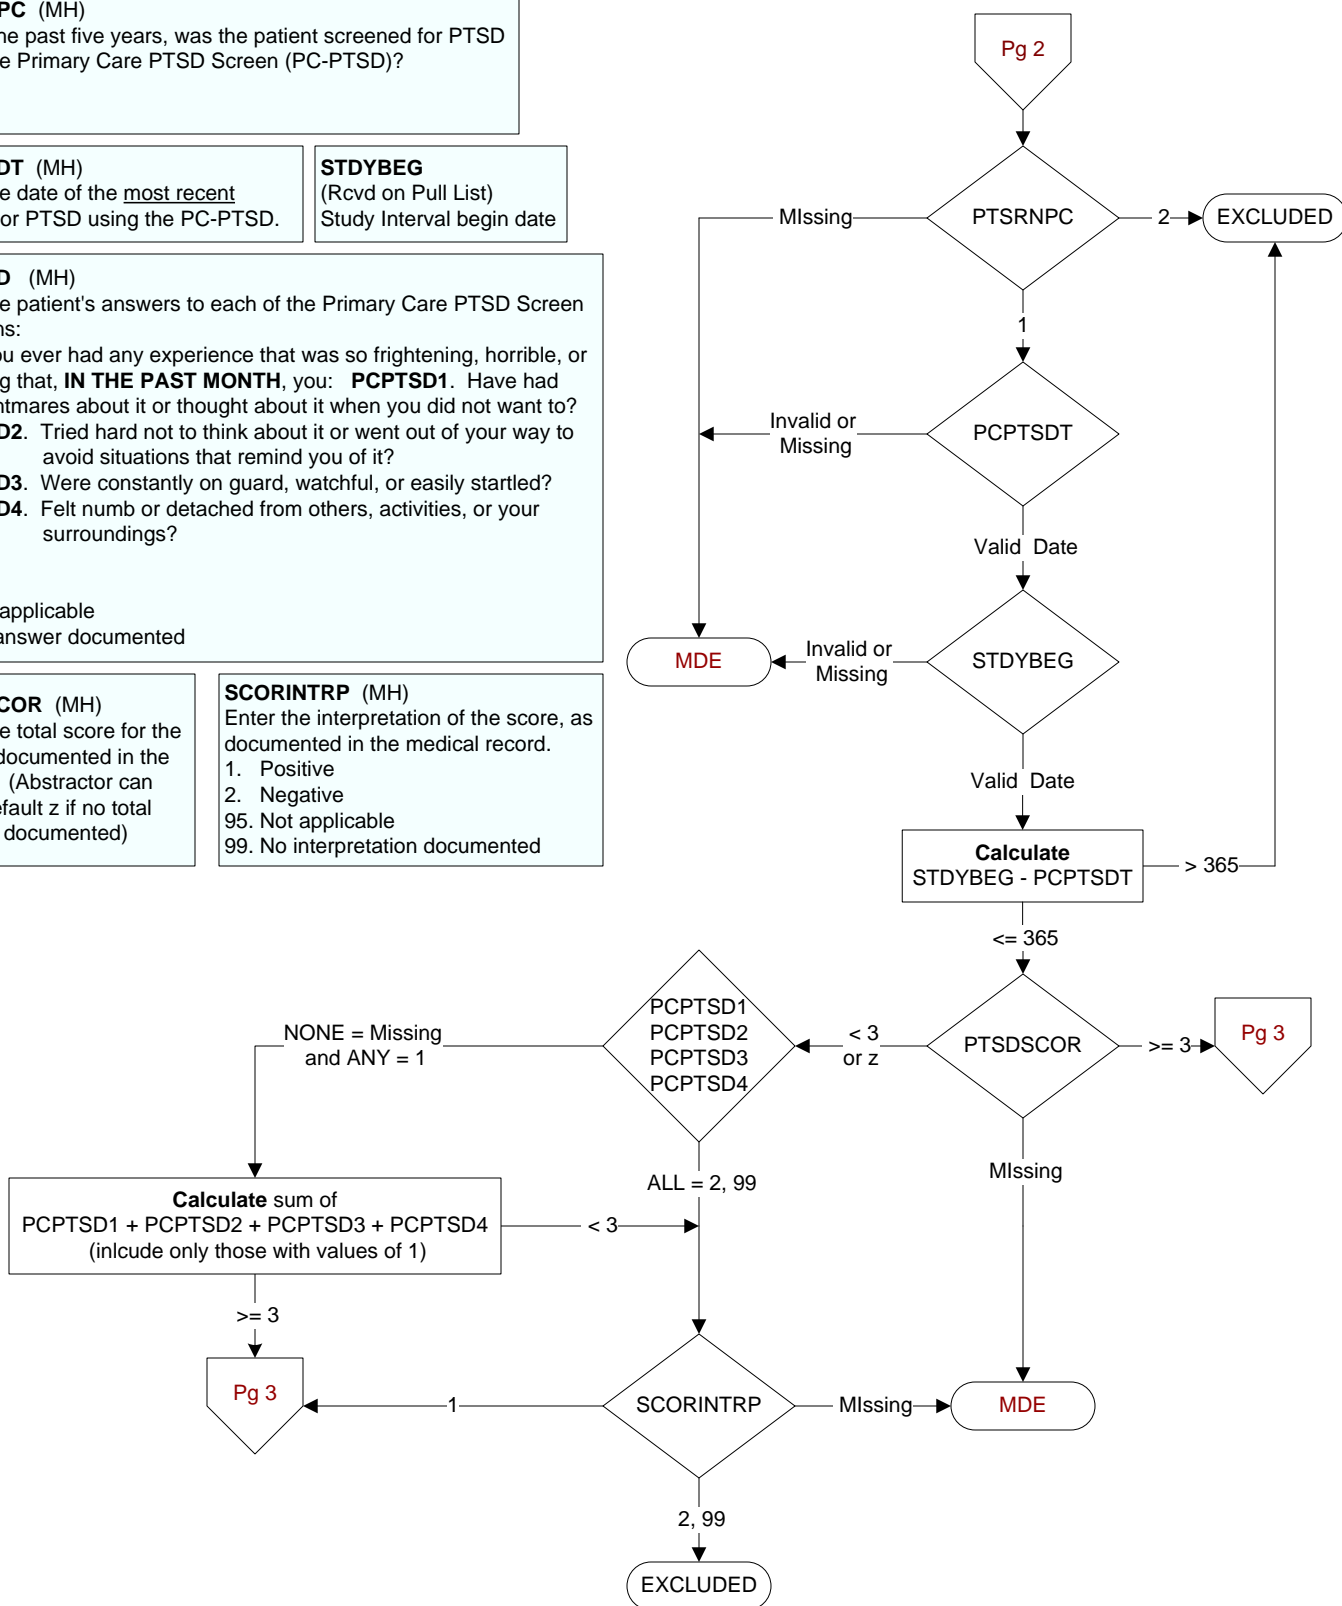 PC (MH)
he past five years, was the patient screened for PTSD
e Primary Care PTSD Screen (PC-PTSD)?
DT (MH)
e date of the most recent
or PTSD using the PC-PTSD.
STDYBEG
(Rcvd on Pull List)
Study Interval begin date
D (MH)
e patient's answers to each of the Primary Care PTSD Screen
ns:
ou ever had any experience that was so frightening, horrible, or
g that, IN THE PAST MONTH, you: PCPTSD1. Have had
htmares about it or thought about it when you did not want to?
D2. Tried hard not to think about it or went out of your way to
avoid situations that remind you of it?
D3. Were constantly on guard, watchful, or easily startled?
D4. Felt numb or detached from others, activities, or your
surroundings?
applicable
answer documented
COR (MH)
e total score for the
documented in the
(Abstractor can
efault z if no total
documented)
SCORINTRP (MH)
Enter the interpretation of the score, as
documented in the medical record.
1. Positive
2. Negative
95. Not applicable
99. No interpretation documented
Pg 2
MIssing
PTSRNPC
2
EXCLUDED
1
Invalid or
Missing
PCPTSDT
Valid Date
MDE
Invalid or
Missing
STDYBEG
Valid Date
Calculate
STDYBEG - PCPTSDT
> 365
<= 365
NONE = Missing
and ANY = 1
PCPTSD1
PCPTSD2
PCPTSD3
PCPTSD4
< 3
or z
PTSDSCOR
>= 3
Pg 3
ALL = 2, 99
MIssing
Calculate sum of
PCPTSD1 + PCPTSD2 + PCPTSD3 + PCPTSD4
(inlcude only those with values of 1)
< 3
>= 3
Pg 3
1
SCORINTRP
MIssing
MDE
2, 99
EXCLUDED